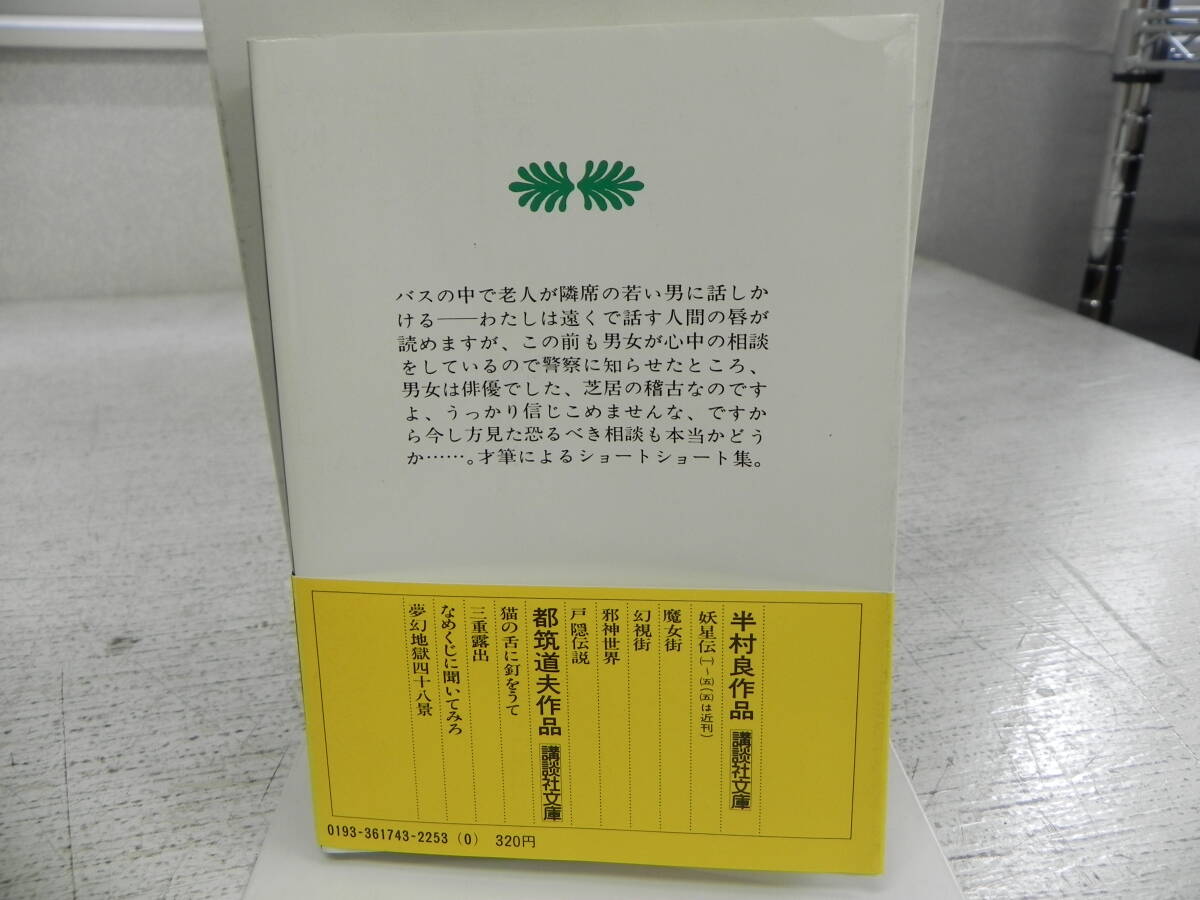 バスの中で老人が隣席の若い男に話しか
ける――わたしは遠くで話す人間の唇が
読めますが、この前も男女が心中の相談
をしているので警察に知らせたところ、
男女は俳優でした、芝居の稽古なのです
よ、うっかり信じこめませんな、ですか
ら今し方見た恐るべき相談も本当かどう
か……。才筆によるショートショート集。
半村良作品 講談社文庫
妖星伝(一)～(五)((五)は近刊)
魔女街
幻視街
邪神世界
戸隠伝説
都筑道夫作品 講談社文庫
猫の舌に釘をうて
三重露出
なめくじに聞いてみろ
夢幻地獄四十八景
0193-361743-2253(0) 320円